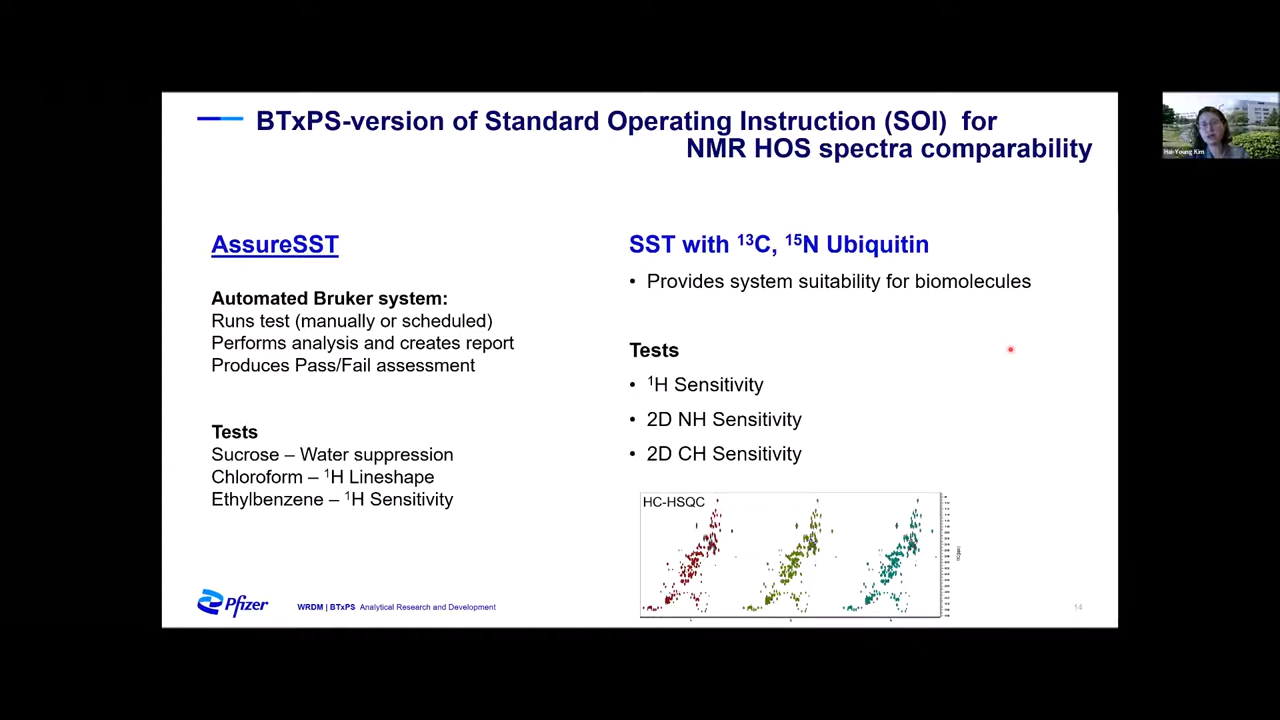 BTxPS-version of Standard Operating Instruction (SOI) for
NMR HOS spectra comparability
AssureSST
Automated Bruker system:
Runs test (manually or scheduled)
Performs analysis and creates report
Produces Pass/Fail assessment
Tests
Sucrose – Water suppression
Chloroform – ¹H Lineshape
Ethylbenzene – ¹H Sensitivity
SST with ¹³C, ¹⁵N Ubiquitin
• Provides system suitability for biomolecules
Tests
• ¹H Sensitivity
• 2D NH Sensitivity
• 2D CH Sensitivity
HC-HSQC
Pfizer
WRDM | BTxPS Analytical Research and Development
14
Hai-Young Kim